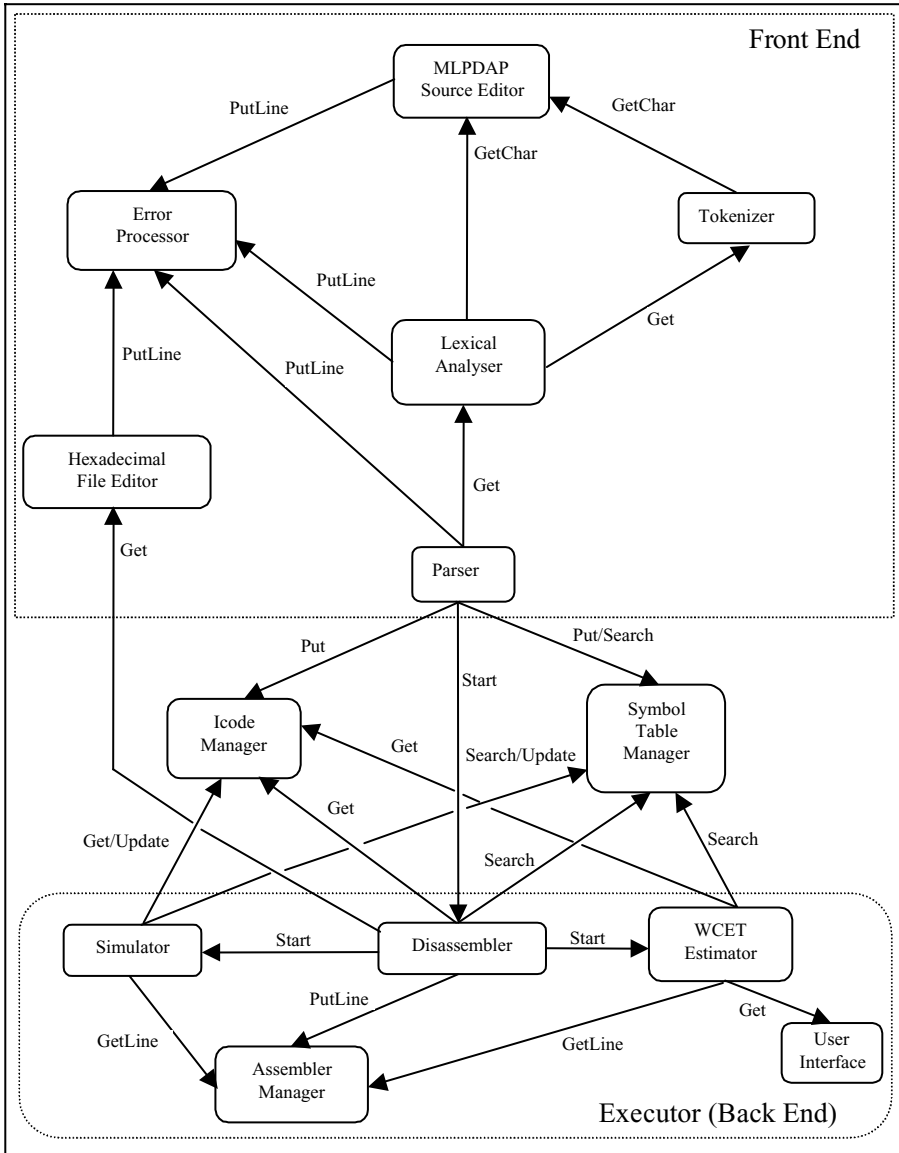 Front End
MLPDAP
Source Editor
PutLine
GetChar
GetChar
Error
Processor
Tokenizer
PutLine
Get
Lexical
Analyser
PutLine
PutLine
Hexadecimal
File Editor
Get
Get
Parser
Put
Put/Search
Start
Icode
Manager
Symbol
Table
Manager
Get
Search/Update
Get
Get/Update
Search
Search
Simulator
Start
Disassembler
Start
WCET
Estimator
PutLine
Get
GetLine
GetLine
User
Interface
Assembler
Manager
Executor (Back End)